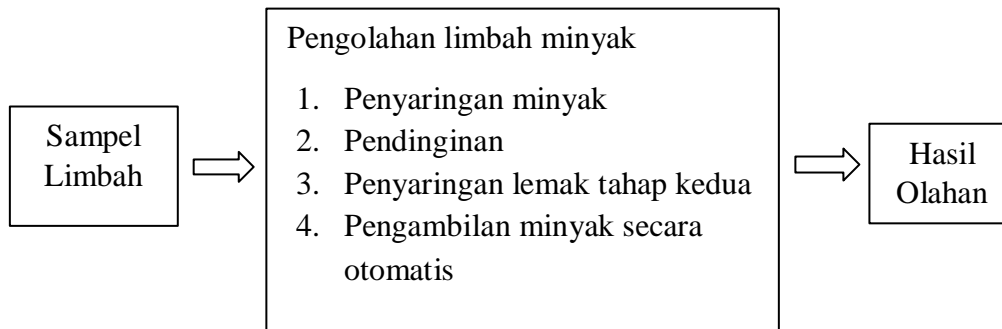 Sampel
Limbah
Pengolahan limbah minyak
1. Penyaringan minyak
2. Pendinginan
3. Penyaringan lemak tahap kedua
4. Pengambilan minyak secara
otomatis
Hasil
Olahan